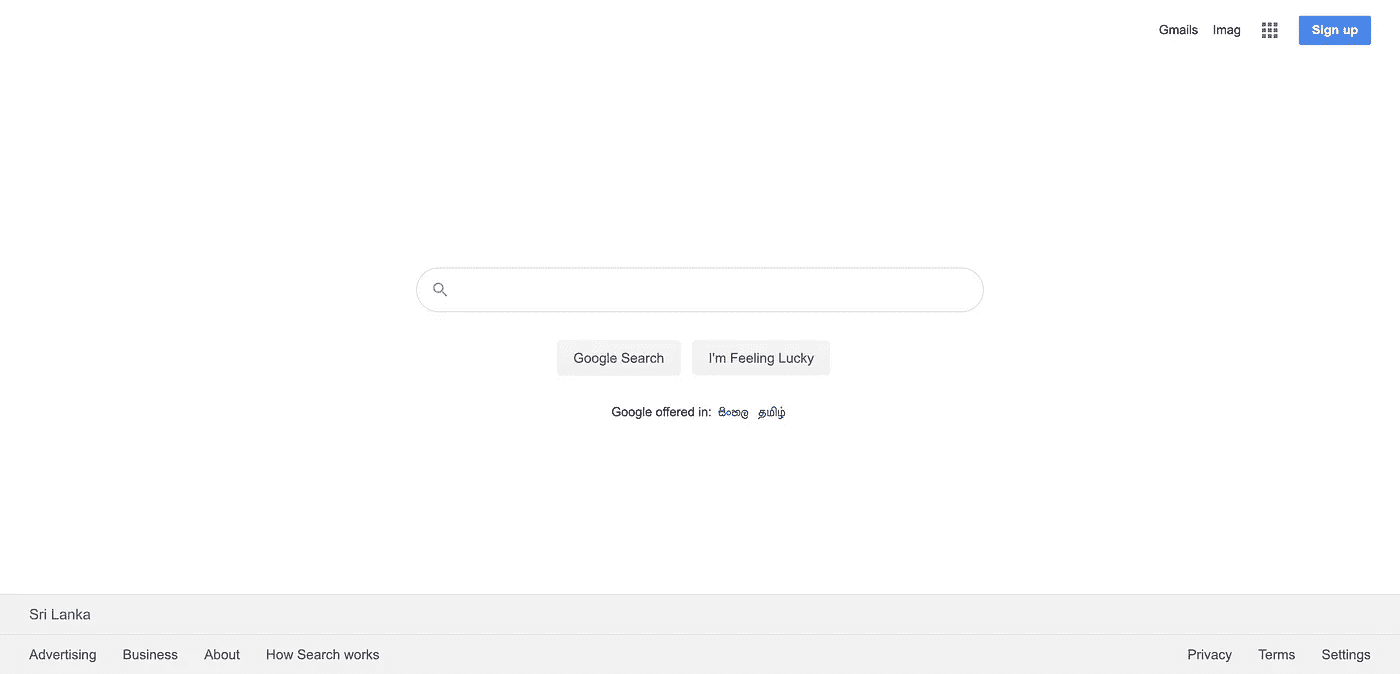 Gmails Imag Sign up
Google Search I'm Feeling Lucky
Google offered in: සිංහල தமிழ்
Sri Lanka
Advertising Business About How Search works Privacy Terms Settings